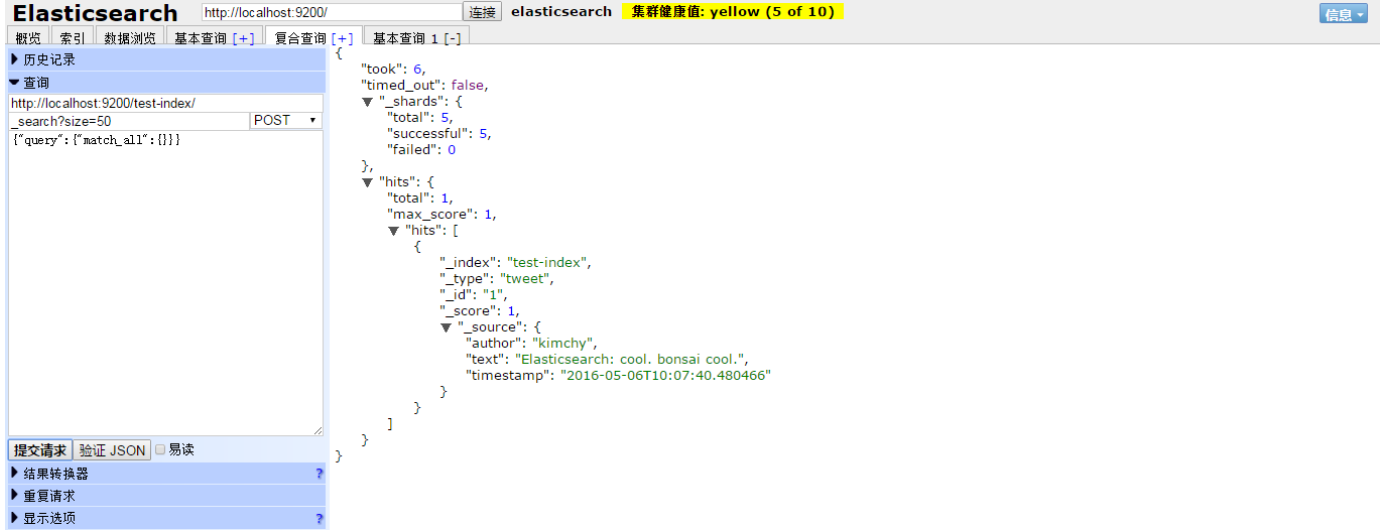 Elasticsearch http://localhost:9200/ 连接 elasticsearch 集群健康值: yellow (5 of 10) 信息
概览 索引 数据浏览 基本查询 [+] 复合查询 [+] 基本查询 1 [-]
历史记录
查询
http://localhost:9200/test-index/
_search?size=50 POST
{"query":{"match_all":{}}}
提交请求 验证 JSON 易读
结果转换器 ?
重复请求
显示选项 ?
{
"took": 6,
"timed_out": false,
"_shards": {
"total": 5,
"successful": 5,
"failed": 0
},
"hits": {
"total": 1,
"max_score": 1,
"hits": [
{
"_index": "test-index",
"_type": "tweet",
"_id": "1",
"_score": 1,
"_source": {
"author": "kimchy",
"text": "Elasticsearch: cool. bonsai cool.",
"timestamp": "2016-05-06T10:07:40.480466"
}
}
]
}
}